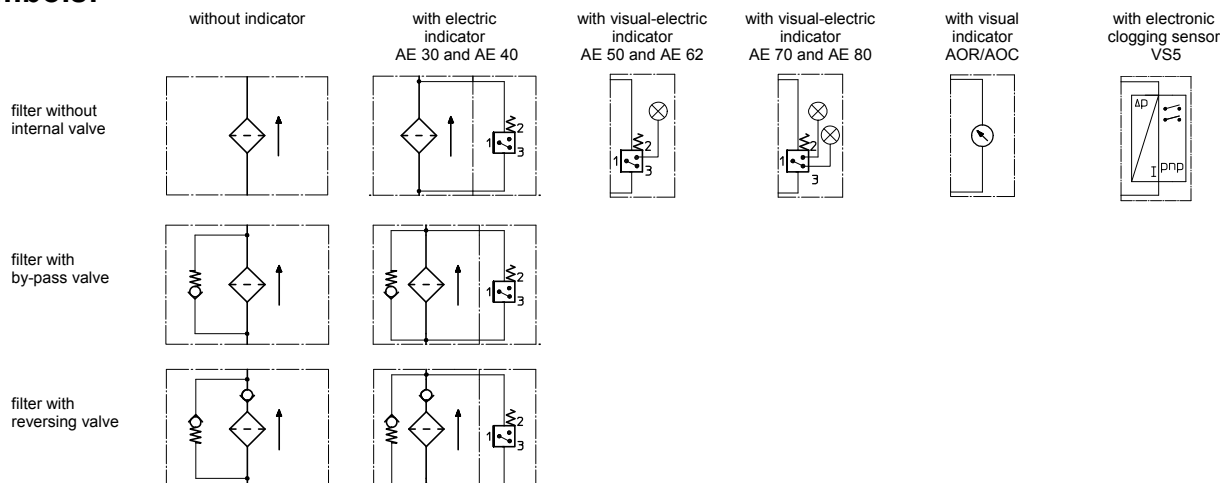 without indicator
with electric
indicator
AE 30 and AE 40
with visual-electric
indicator
AE 50 and AE 62
with visual-electric
indicator
AE 70 and AE 80
with visual
indicator
AOR/AOC
with electronic
clogging sensor
VS5
filter without
internal valve
1
2
3
1
2
3
1
2
3
Δp
I
pnp
filter with
by-pass valve
1
2
3
filter with
reversing valve
1
2
3